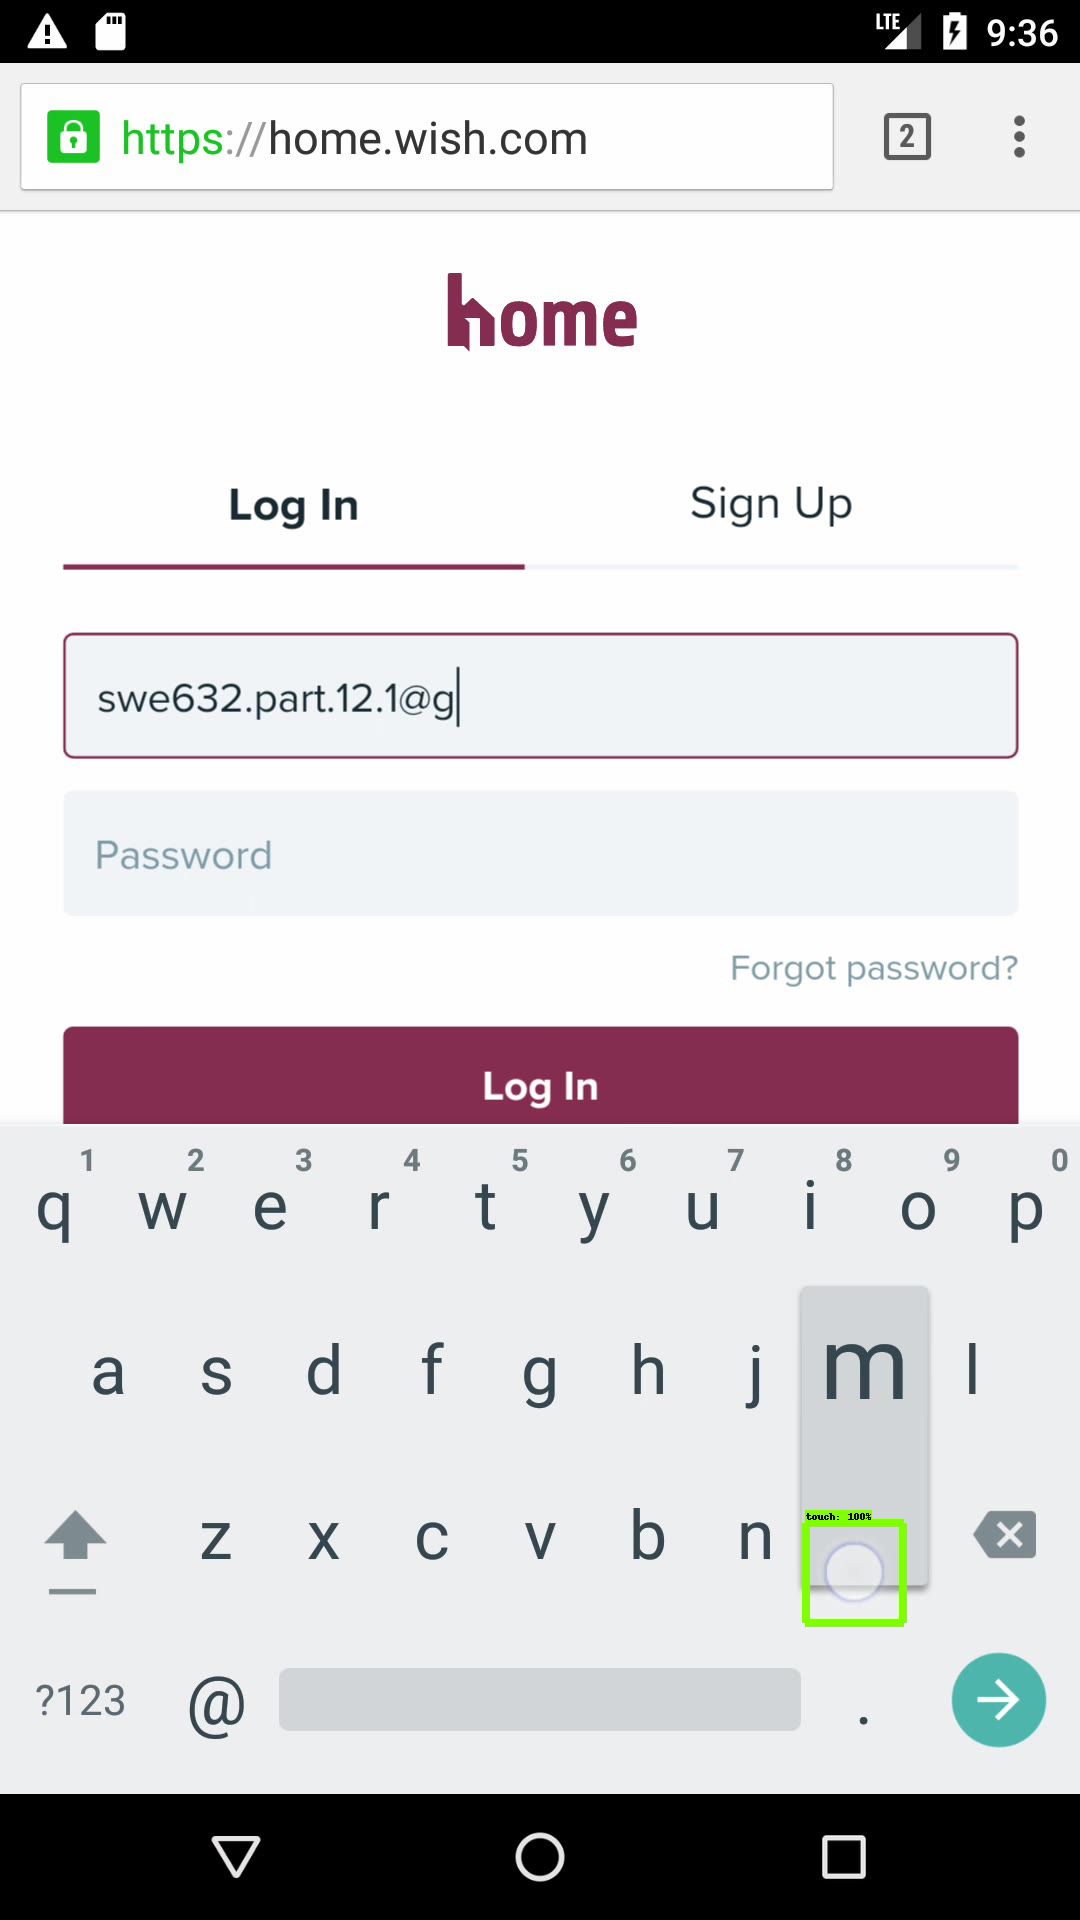 LTE 9:36
https://home.wish.com 2
home
Log In Sign Up
swe632.part.12.1@g
Password
Forgot password?
Log In
1 2 3 4 5 6 7 8 9 0
q w e r t y u i o p
a s d f g h j m l
touch: 100%
z x c v b n
?123 @ .